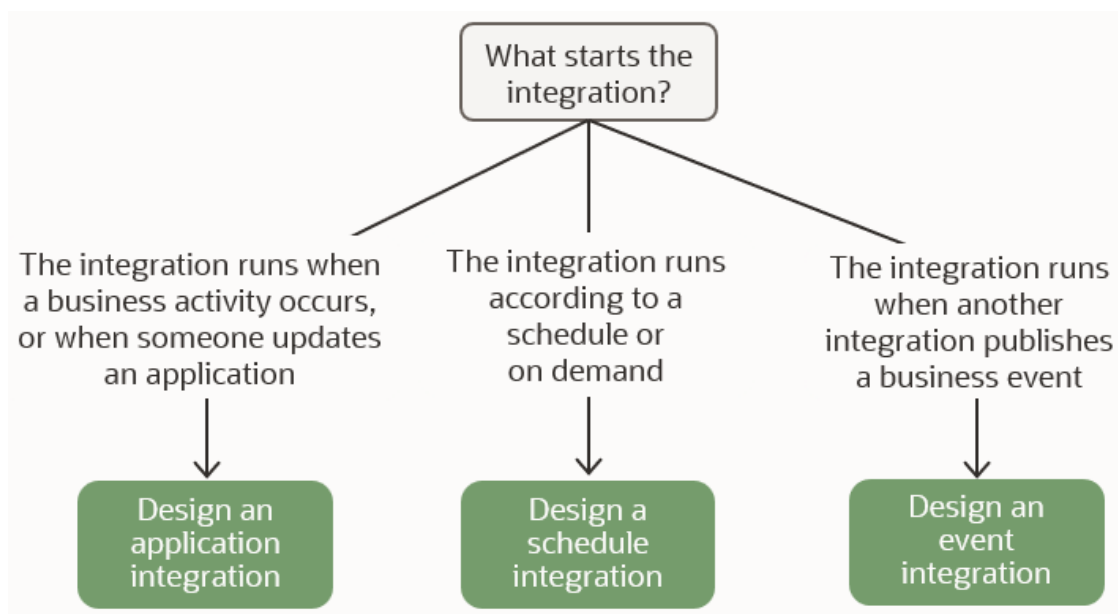 What starts the
integration?
The integration runs when
a business activity occurs,
or when someone updates
an application
The integration runs
according to a
schedule or
on demand
The integration runs
when another
integration publishes
a business event
Design an
application
integration
Design a
schedule
integration
Design an
event
integration